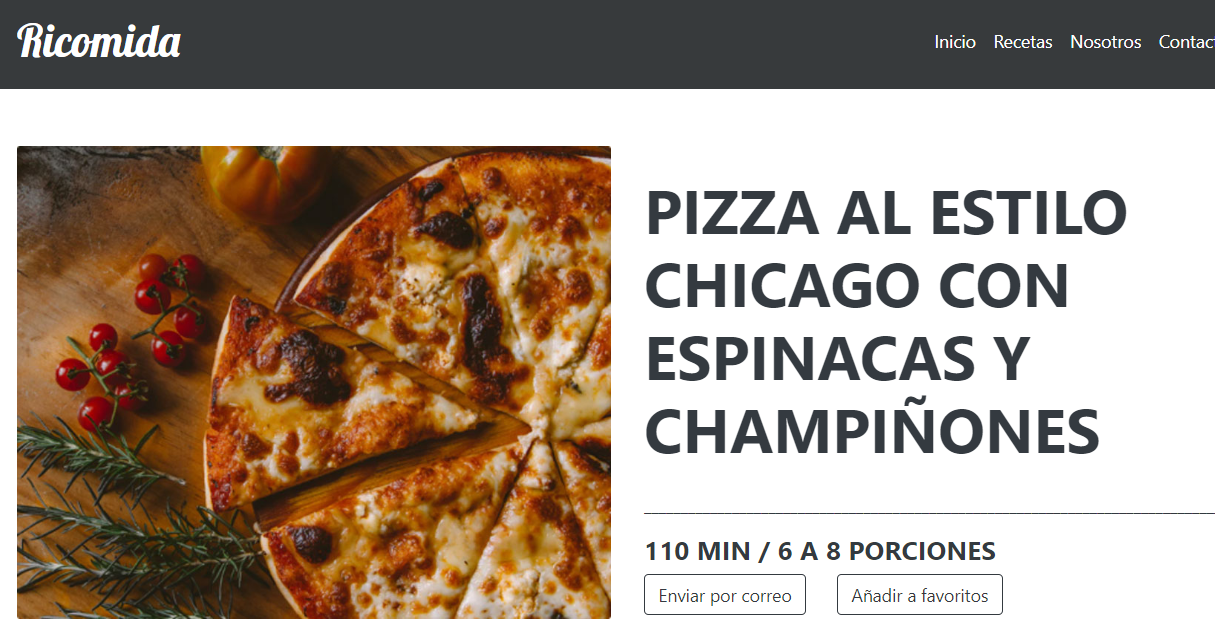 Ricomida
Inicio Recetas Nosotros Contact
PIZZA AL ESTILO
CHICAGO CON
ESPINACAS Y
CHAMPIÑONES
110 MIN / 6 A 8 PORCIONES
Enviar por correo Añadir a favoritos